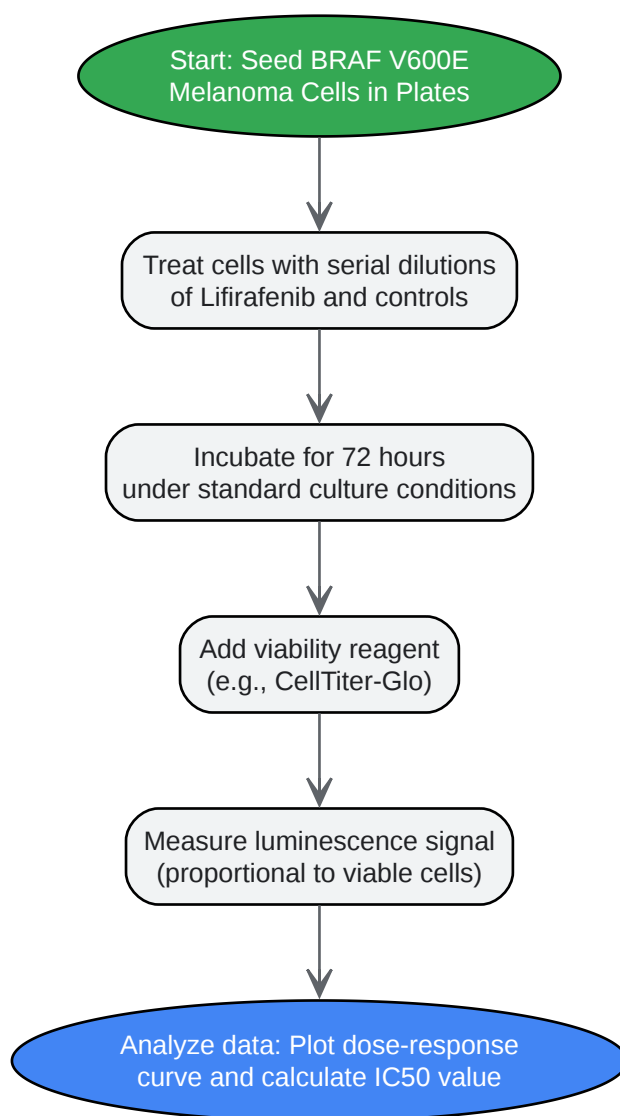 Start: Seed BRAF V600E
Melanoma Cells in Plates
Treat cells with serial dilutions
of Lifirafenib and controls
Incubate for 72 hours
under standard culture conditions
Add viability reagent
(e.g., CellTiter-Glo)
Measure luminescence signal
(proportional to viable cells)
Analyze data: Plot dose-response
curve and calculate IC50 value